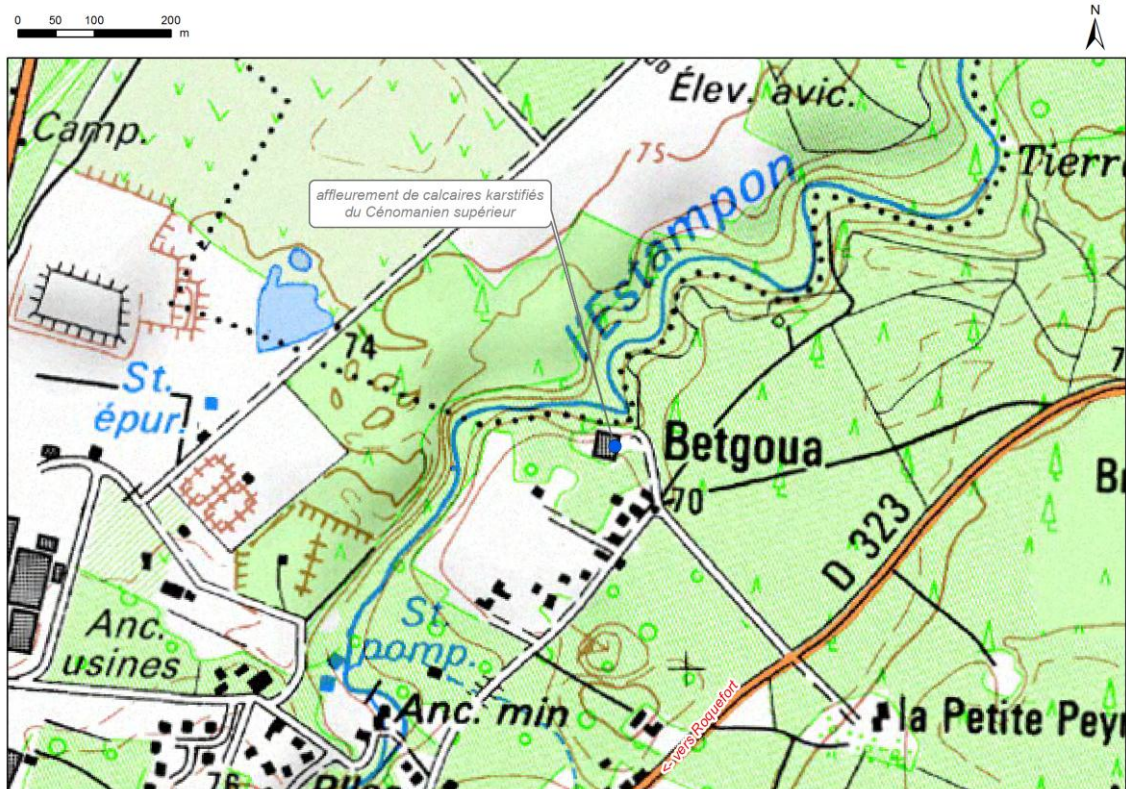 0 50 100 200
m
N
Élev. avic.
Camp.
75
Tierr
affleurement de calcaires karstifiés
du Cénomanien supérieur
l'Estampon
74
St.
épur.
Betgoua
70
D 323
St.
pomp.
Anc.
usines
Anc. min
<-vers Roquefort
la Petite Peyr
76